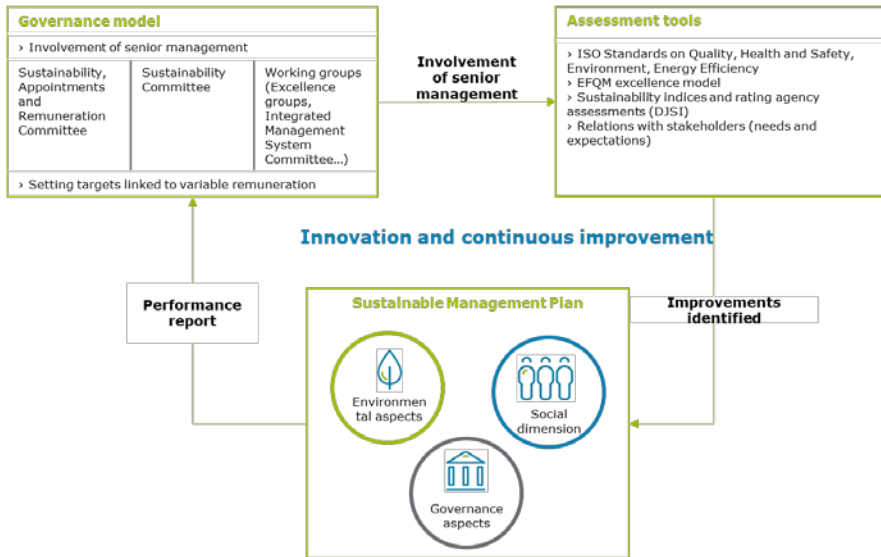 Governance model
› Involvement of senior management
Sustainability,
Appointments
and
Remuneration
Committee
Sustainability
Committee
Working groups
(Excellence
groups,
Integrated
Management
System
Committee...)
› Setting targets linked to variable remuneration
Involvement
of senior
management
Assessment tools
› ISO Standards on Quality, Health and Safety,
Environment, Energy Efficiency
› EFQM excellence model
› Sustainability indices and rating agency
assessments (DJSI)
› Relations with stakeholders (needs and
expectations)
Innovation and continuous improvement
Performance
report
Sustainable Management Plan
Improvements
identified
Environmen
tal aspects
Social
dimension
Governance
aspects